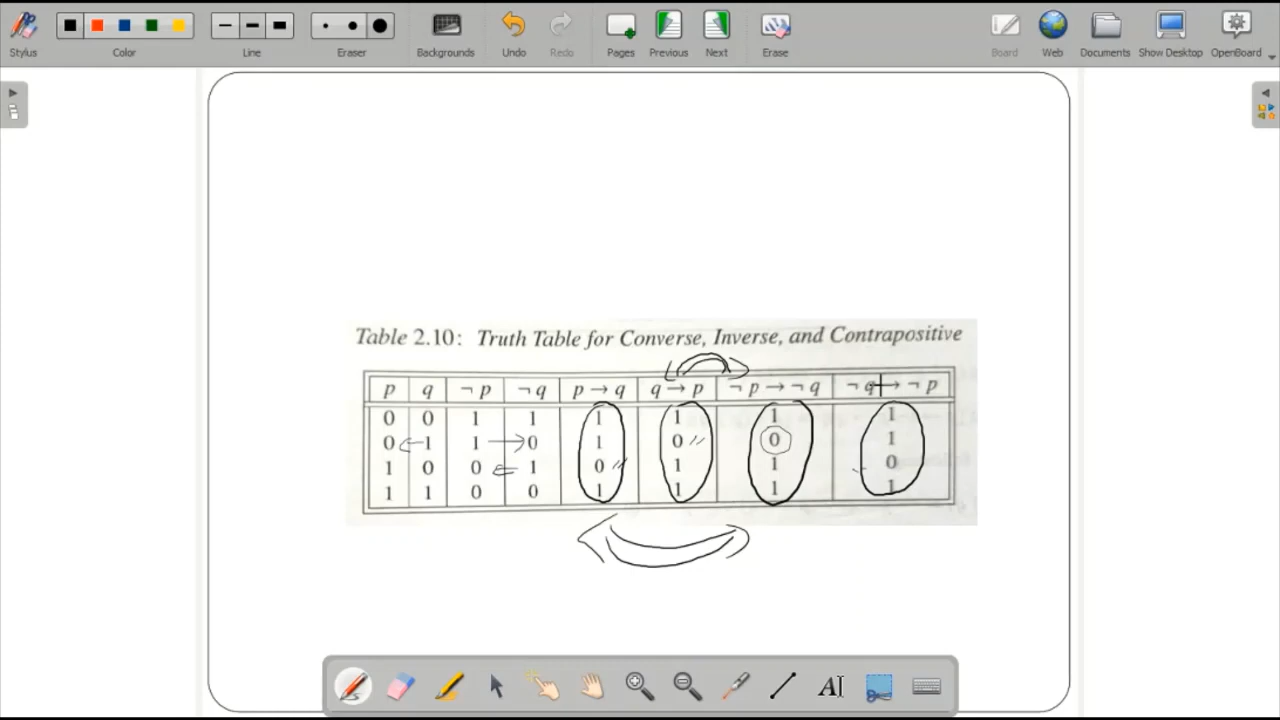 Stylus Color Line Eraser Backgrounds Undo Redo Pages Previous Next Erase Board Web Documents Show Desktop OpenBoard
Table 2.10: Truth Table for Converse, Inverse, and Contrapositive
p q ¬ p ¬ q p → q q → p ¬ p → ¬ q ¬ q → ¬ p
0 0 1 1 1 1 1 1
0 1 1 0 1 0 0 1
1 0 0 1 0 1 1 0
1 1 0 0 1 1 1 1
AI